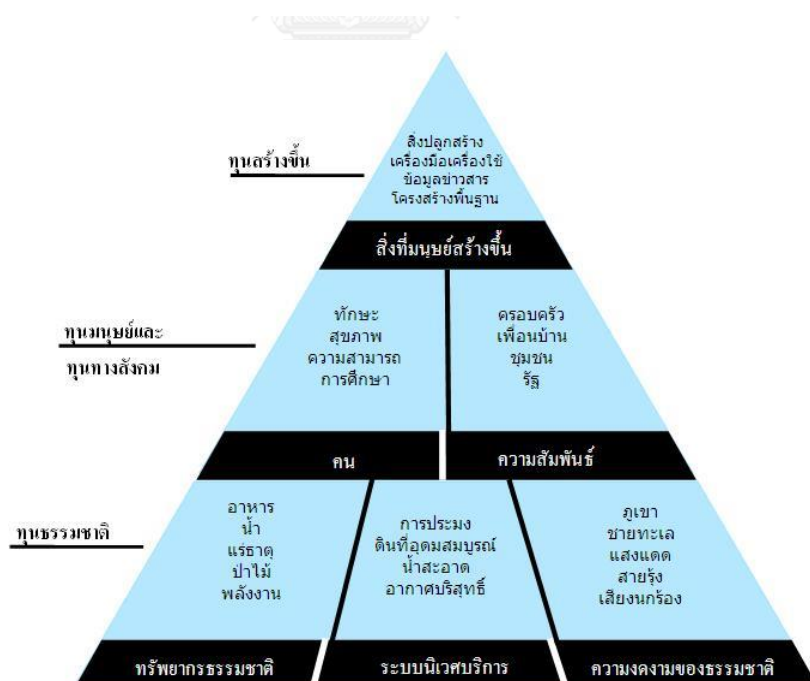 ทุนสร้างขึ้น
สิ่งปลูกสร้าง
เครื่องมือเครื่องใช้
ข้อมูลข่าวสาร
โครงสร้างพื้นฐาน
สิ่งที่มนุษย์สร้างขึ้น
ทุนมนุษย์และ
ทุนทางสังคม
ทักษะ
สุขภาพ
ความสามารถ
การศึกษา
คน
ครอบครัว
เพื่อนบ้าน
ชุมชน
รัฐ
ความสัมพันธ์
ทุนธรรมชาติ
อาหาร
น้ำ
แร่ธาตุ
ป่าไม้
พลังงาน
ทรัพยากรธรรมชาติ
การประมง
ดินที่อุดมสมบูรณ์
น้ำสะอาด
อากาศบริสุทธิ์
ระบบนิเวศบริการ
ภูเขา
ชายทะเล
แสงแดด
สายรุ้ง
เสียงนกร้อง
ความงดงามของธรรมชาติ